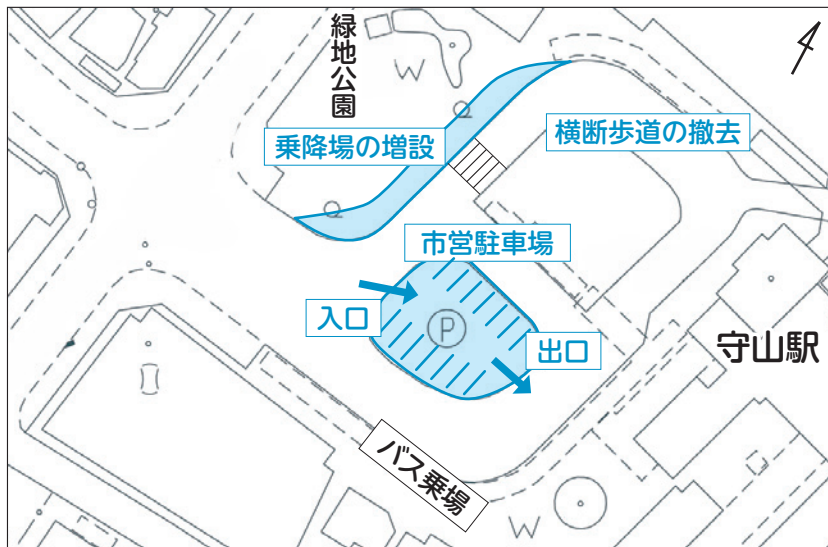 緑地公園
乗降場の増設
横断歩道の撤去
市営駐車場
入口
P
出口
守山駅
バス乗場